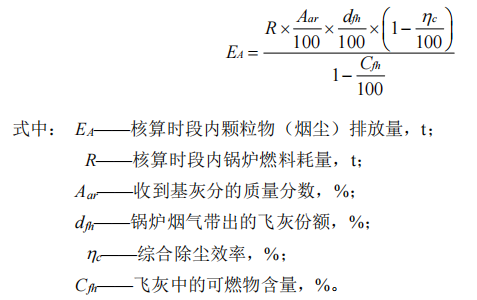 E_A = \frac{R \times \frac{A_{ar}}{100} \times \frac{d_{fh}}{100} \times \left(1 - \frac{\eta_c}{100}\right)}{1 - \frac{C_{fh}}{100}}
式中： E_A——核算时段内颗粒物（烟尘）排放量，t；
R——核算时段内锅炉燃料耗量，t；
A_{ar}——收到基灰分的质量分数，%；
d_{fh}——锅炉烟气带出的飞灰份额，%；
η_c——综合除尘效率，%；
C_{fh}——飞灰中的可燃物含量，%。